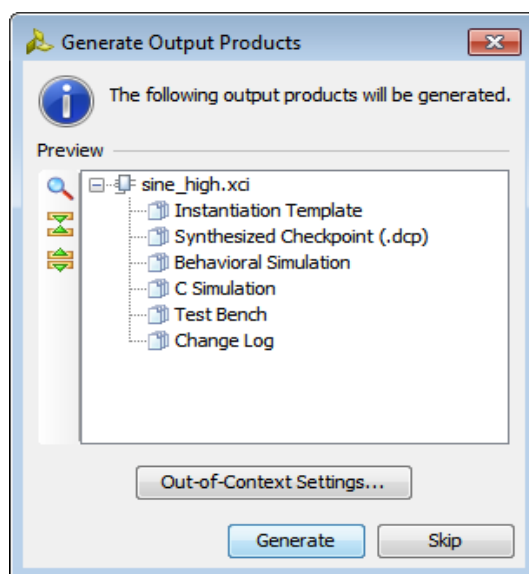 Generate Output Products
The following output products will be generated.
Preview
sine_high.xci
Instantiation Template
Synthesized Checkpoint (.dcp)
Behavioral Simulation
C Simulation
Test Bench
Change Log
Out-of-Context Settings...
Generate Skip